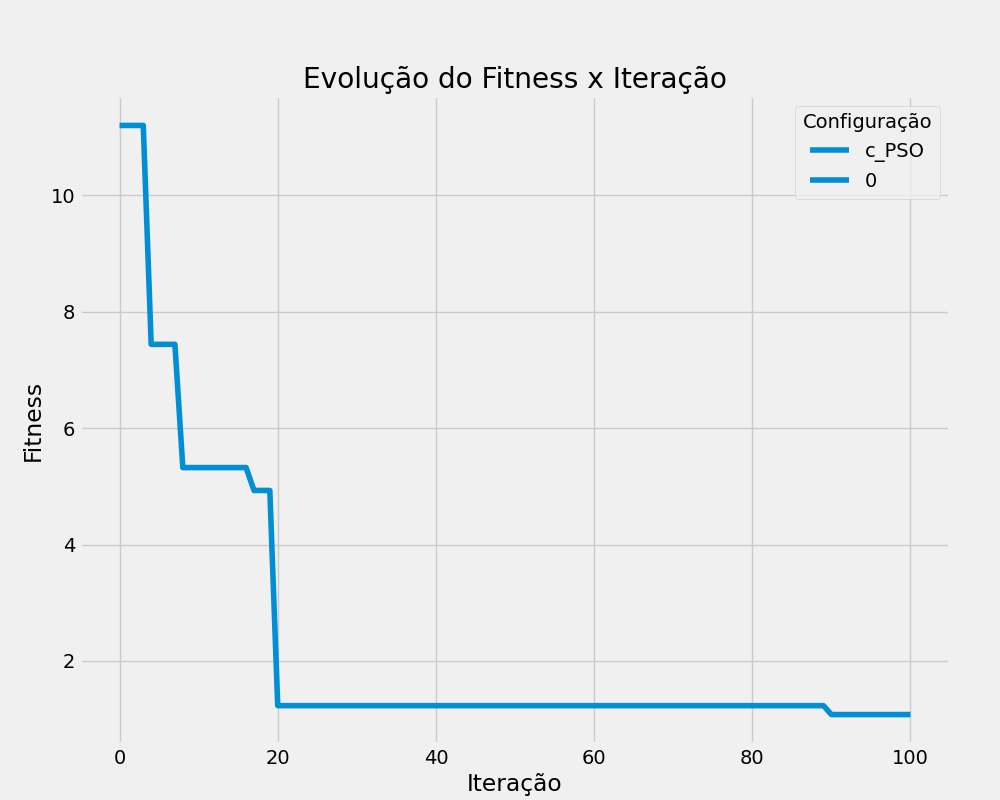 Evolução do Fitness x Iteração
Configuração
c_PSO
0
Fitness
10
8
6
4
2
0 20 40 60 80 100
Iteração